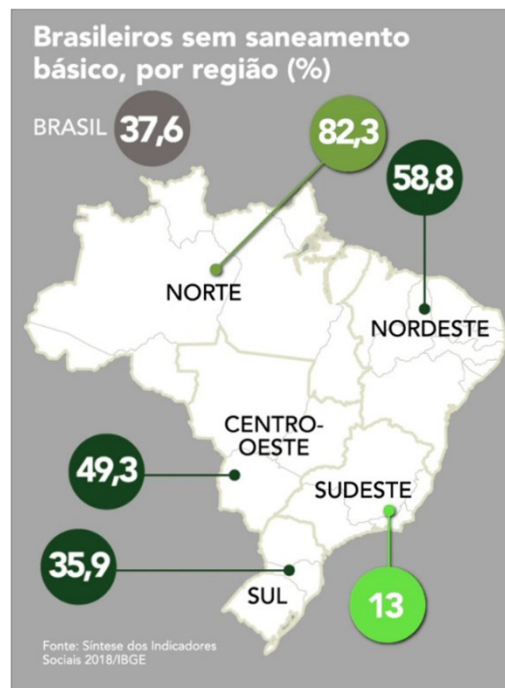 Brasileiros sem saneamento
básico, por região (%)
BRASIL 37,6
82,3
58,8
NORTE
NORDESTE
CENTRO-
OESTE
49,3
SUDESTE
35,9
SUL
13
Fonte: Síntese dos Indicadores
Sociais 2018/IBGE